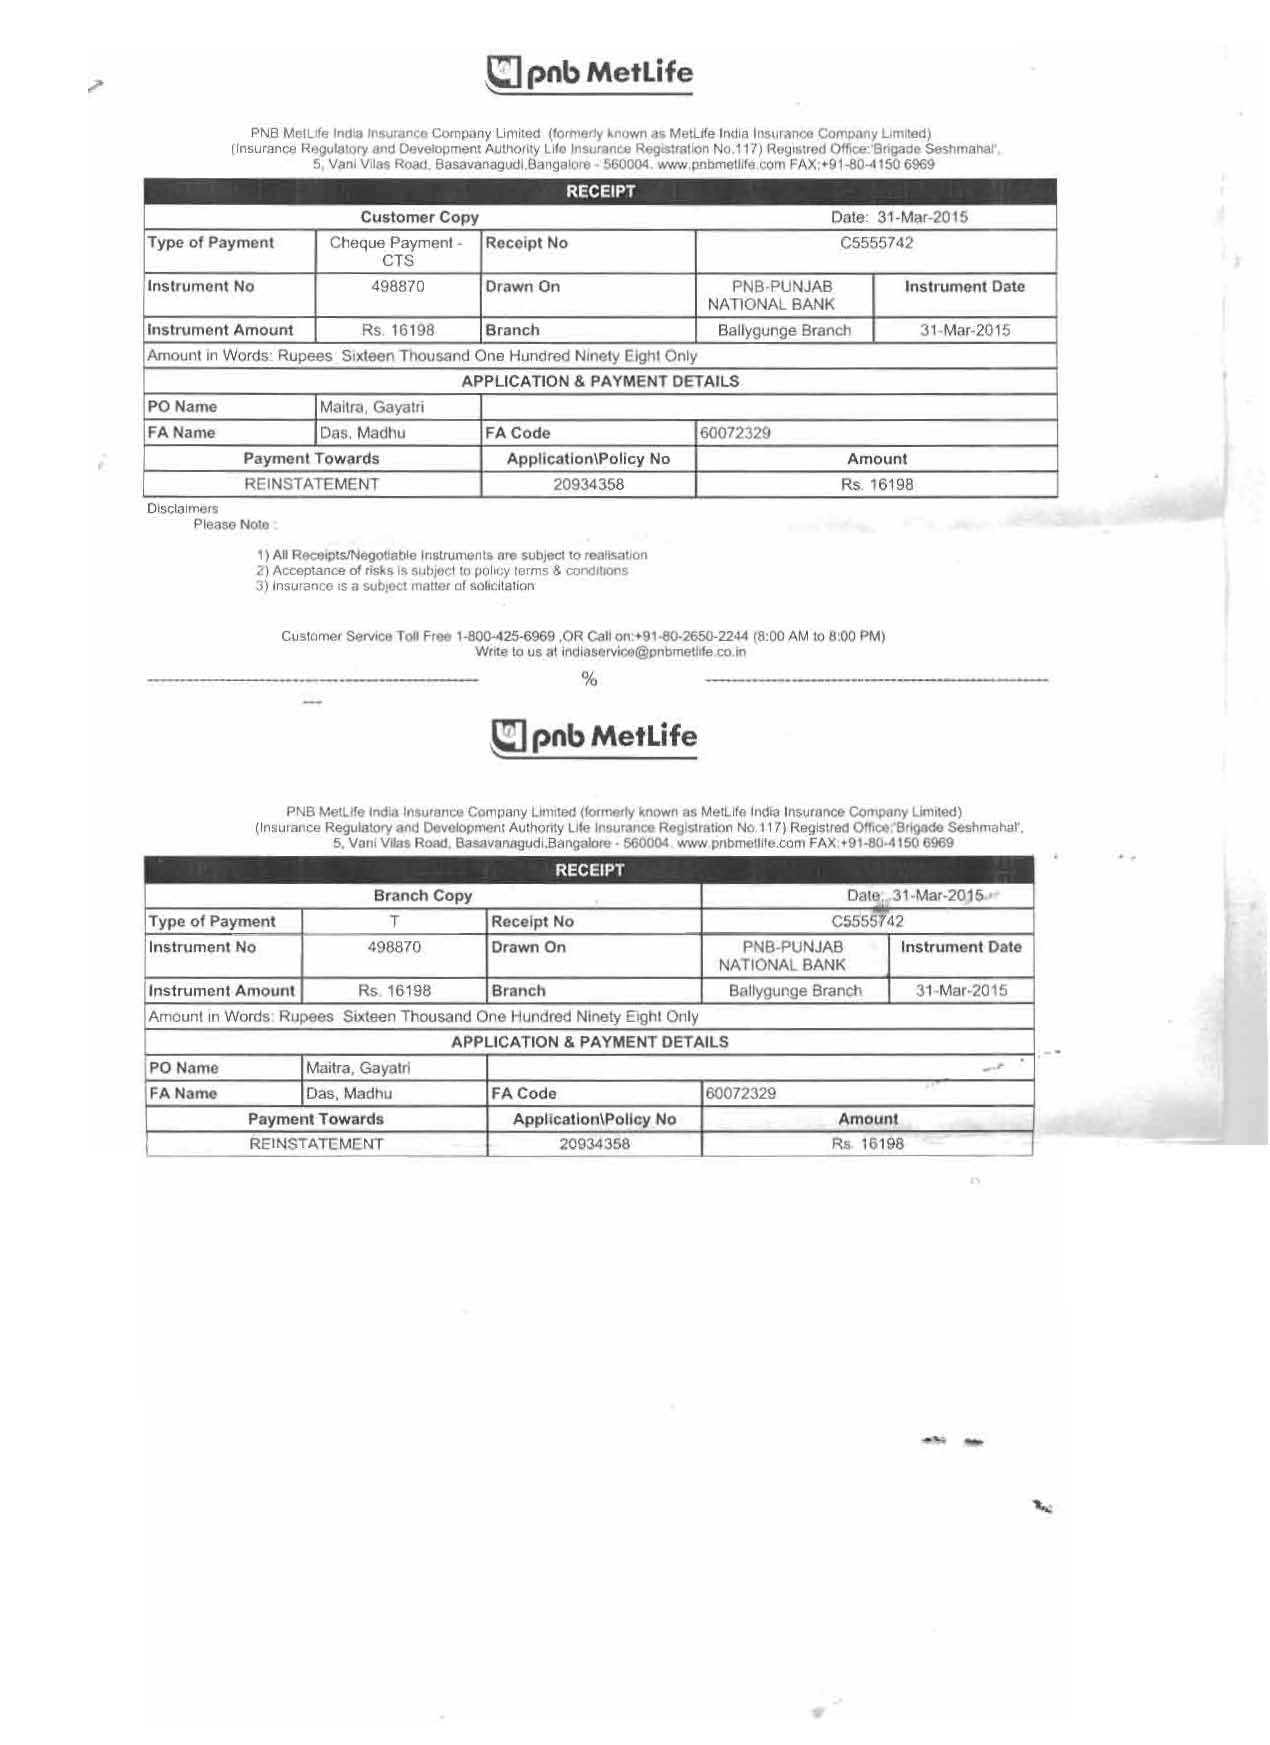 pnb MetLife
PNB MetLife India Insurance Company Limited (formerly known as MetLife India Insurance Company Limited)
(Insurance Regulatory and Development Authority Life Insurance Registration No.117) Registred Office:'Brigade Seshmahal',
5, Vani Vilas Road, Basavanagudi,Bangalore - 560004. www.pnbmetlife.com FAX:+91-80-4150 6969
RECEIPT
Customer Copy Date: 31-Mar-2015
Type of Payment Cheque Payment - CTS Receipt No C5555742
Instrument No 498870 Drawn On PNB-PUNJAB NATIONAL BANK Instrument Date
Instrument Amount Rs. 16198 Branch Ballygunge Branch 31-Mar-2015
Amount in Words: Rupees Sixteen Thousand One Hundred Ninety Eight Only
APPLICATION & PAYMENT DETAILS
PO Name Maitra, Gayatri
FA Name Das, Madhu FA Code 60072329
Payment Towards Application\Policy No Amount
REINSTATEMENT 20934358 Rs. 16198
Disclaimers
Please Note :
1) All Receipts/Negotiable Instruments are subject to realisation
2) Acceptance of risks is subject to policy terms & conditions
3) Insurance is a subject matter of solicitation
Customer Service Toll Free 1-800-425-6969 ,OR Call on:+91-80-2650-2244 (8:00 AM to 8:00 PM)
Write to us at indiaservice@pnbmetlife.co.in
%
pnb MetLife
PNB MetLife India Insurance Company Limited (formerly known as MetLife India Insurance Company Limited)
(Insurance Regulatory and Development Authority Life Insurance Registration No.117) Registred Office:'Brigade Seshmahal',
5, Vani Vilas Road, Basavanagudi,Bangalore - 560004. www.pnbmetlife.com FAX:+91-80-4150 6969
RECEIPT
Branch Copy Date: 31-Mar-2015
Type of Payment T Receipt No C5555742
Instrument No 498870 Drawn On PNB-PUNJAB NATIONAL BANK Instrument Date
Instrument Amount Rs. 16198 Branch Ballygunge Branch 31-Mar-2015
Amount in Words: Rupees Sixteen Thousand One Hundred Ninety Eight Only
APPLICATION & PAYMENT DETAILS
PO Name Maitra, Gayatri
FA Name Das, Madhu FA Code 60072329
Payment Towards Application\Policy No Amount
REINSTATEMENT 20934358 Rs. 16198